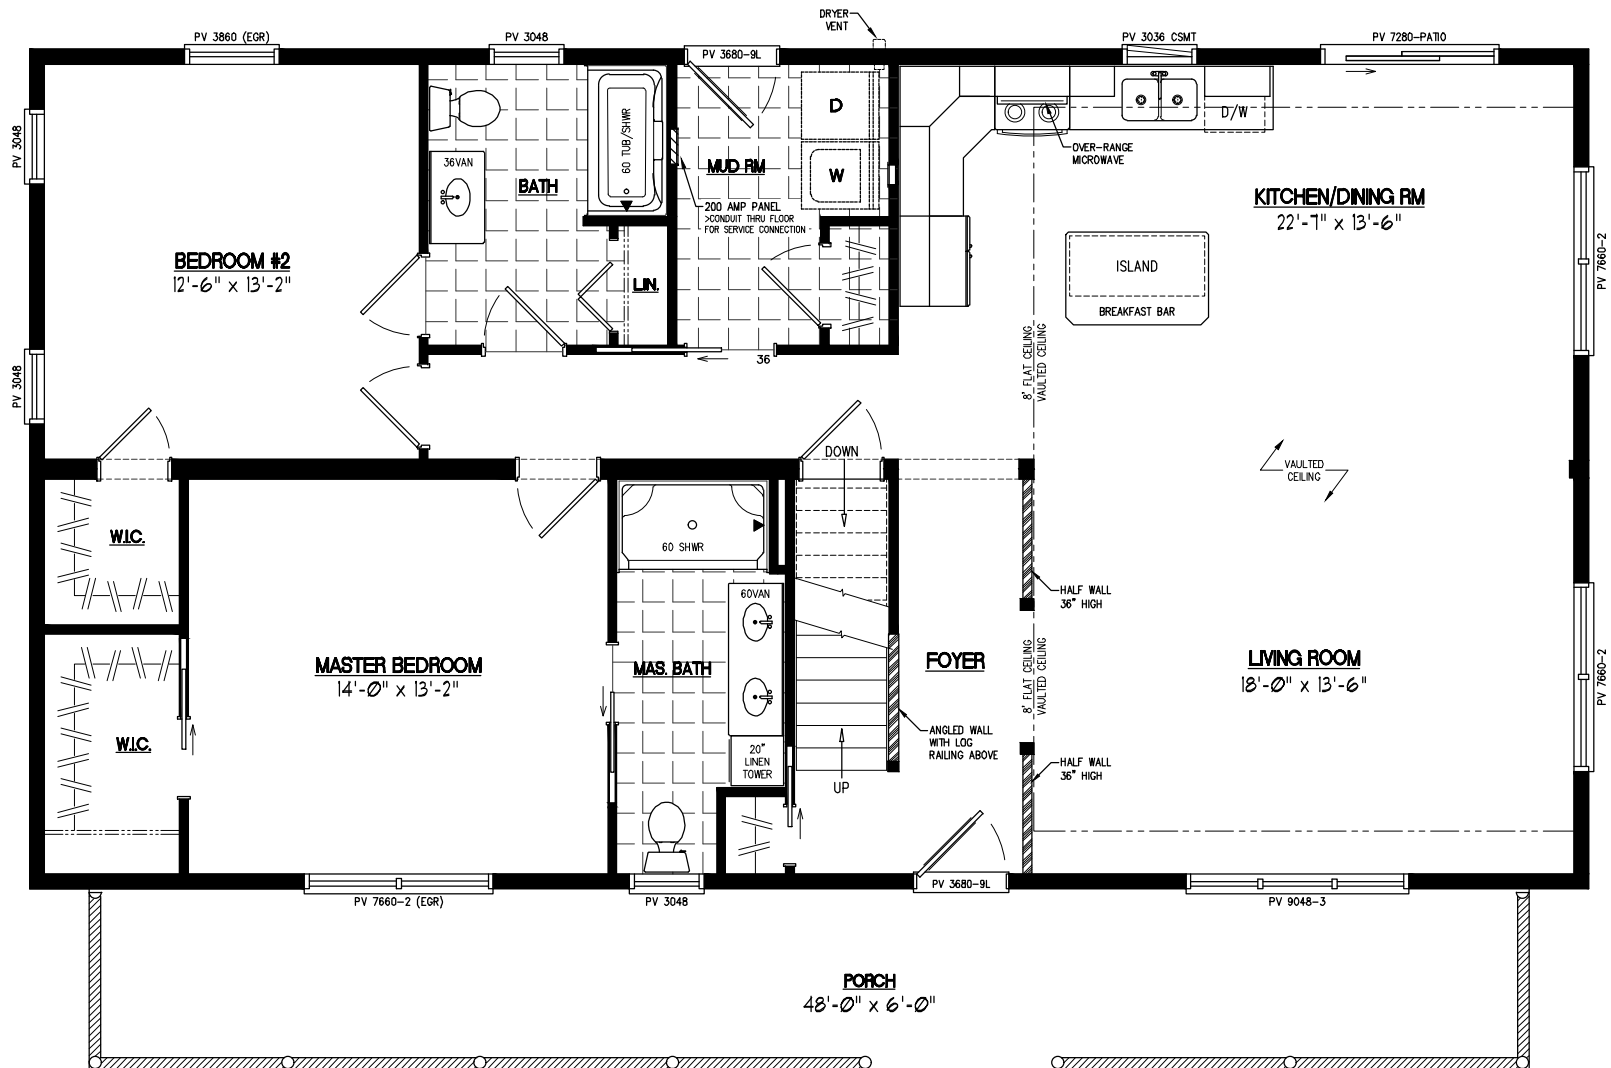 DRYER
VENT
PV 3860 (EGR)
PV 3048
PV 3680-9L
PV 3036 CSMT
PV 7280-PATIO
PV 3048
D
W
D/W
36VAN
60 TUB/SHWR
OVER-RANGE
MICROWAVE
MUD RM
BATH
KITCHEN/DINING RM
22'-7" x 13'-6"
200 AMP PANEL
>CONDUIT THRU FLOOR
FOR SERVICE CONNECTION
BEDROOM #2
12'-6" x 13'-2"
LIN.
ISLAND
BREAKFAST BAR
PV 7660-2
8' FLAT CEILING
VAULTED CEILING
36
PV 3048
DOWN
VAULTED
CEILING
W.I.C.
60 SHWR
60VAN
HALF WALL
36" HIGH
MASTER BEDROOM
14'-0" x 13'-2"
MAS. BATH
FOYER
8' FLAT CEILING
VAULTED CEILING
LIVING ROOM
18'-0" x 13'-6"
PV 7660-2
W.I.C.
20"
LINEN
TOWER
ANGLED WALL
WITH LOG
RAILING ABOVE
UP
HALF WALL
36" HIGH
PV 7660-2 (EGR)
PV 3048
PV 3680-9L
PV 9048-3
PORCH
48'-0" x 6'-0"